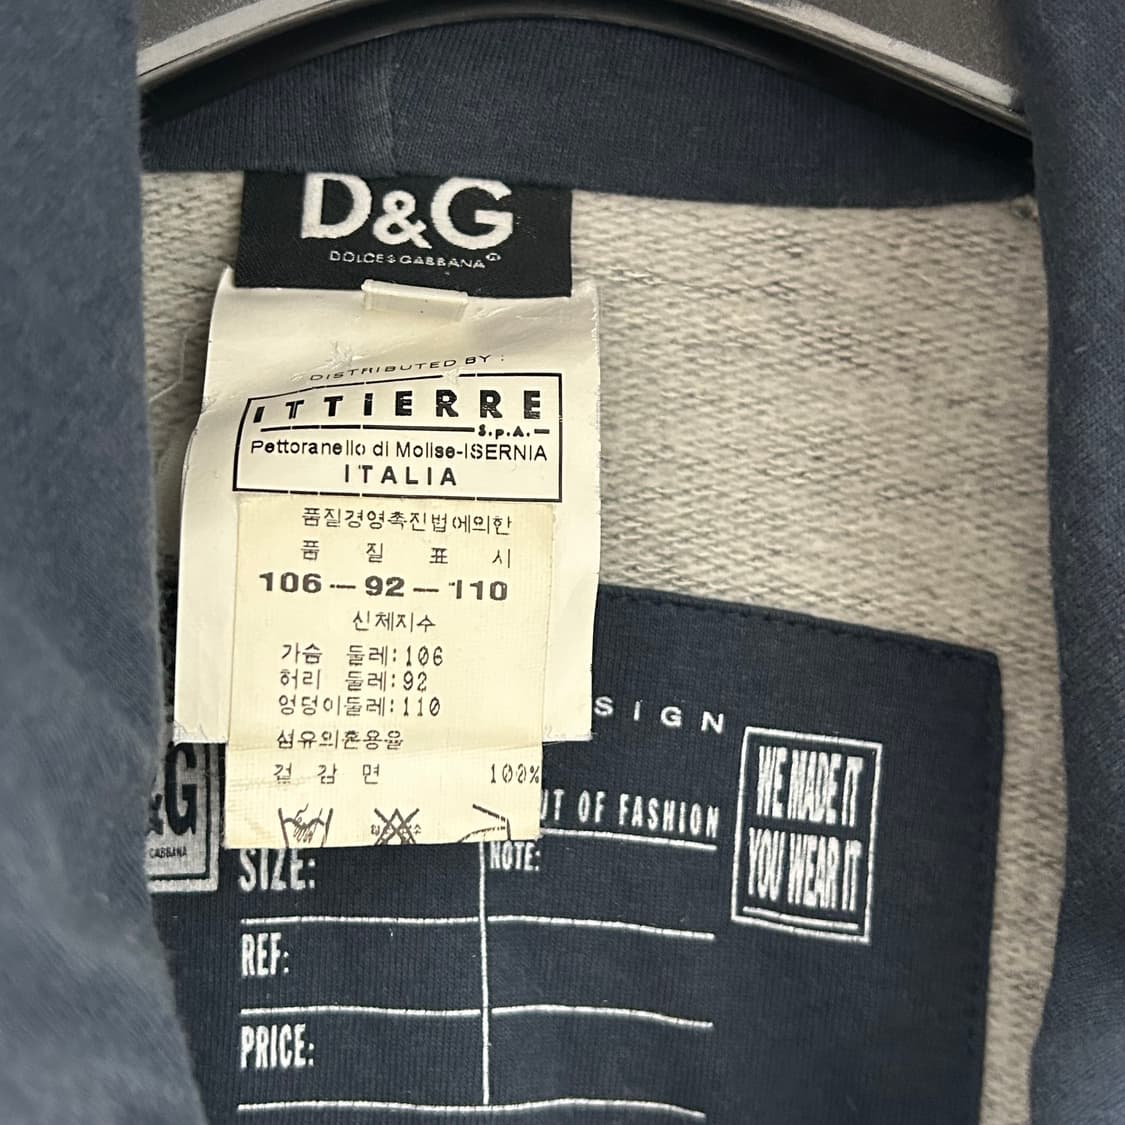 D&G
DOLCE & GABBANA®
DISTRIBUTED BY :
ITTIERRE
S.p.A.
Pettoranello di Molise-ISERNIA
ITALIA
품질경영촉진법에의한
품 질 표 시
106-92-110
신체지수
가슴 둘레:106
허리 둘레:92
엉덩이둘레:110
섬유의혼용율
겉 감 면 100%
SIGN
&G
GABBANA
UT OF FASHION
WE MADE IT
YOU WEAR IT
SIZE:
NOTE:
REF:
PRICE: